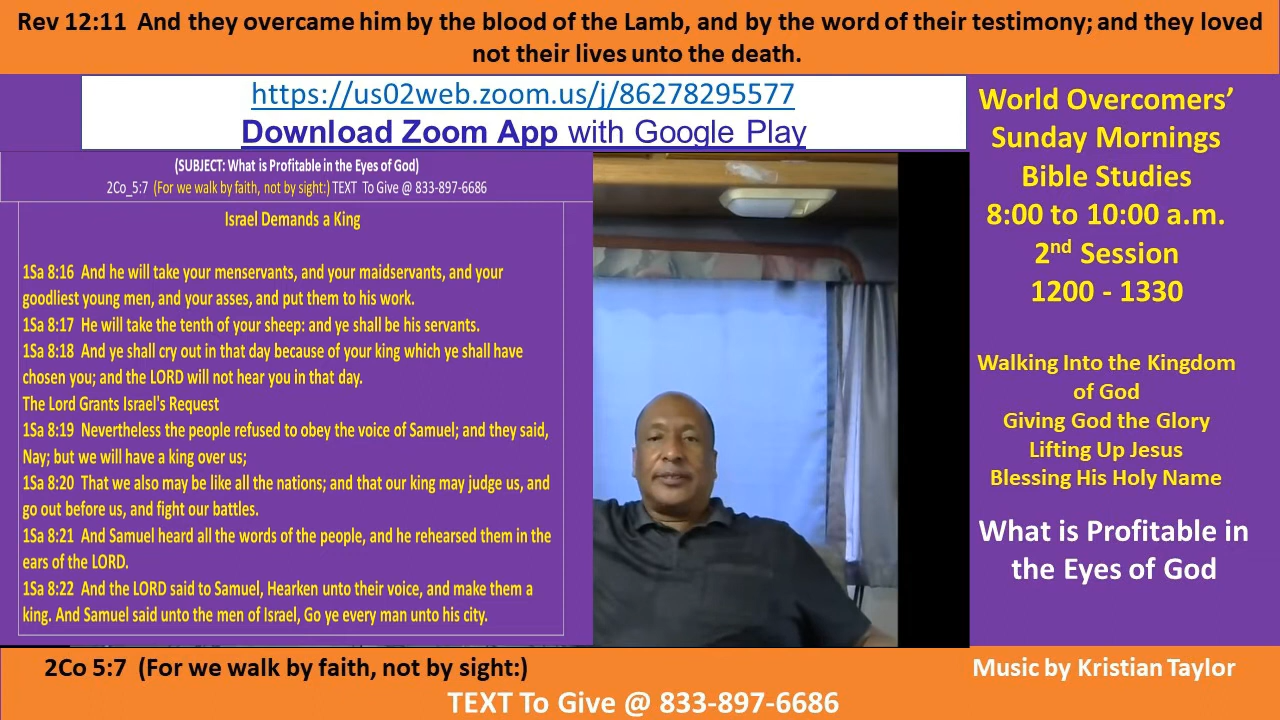 Rev 12:11  And they overcame him by the blood of the Lamb, and by the word of their testimony; and they loved
not their lives unto the death.
https://us02web.zoom.us/j/86278295577
Download Zoom App with Google Play
(SUBJECT: What is Profitable in the Eyes of God)
2Co_5:7  (For we walk by faith, not by sight:) TEXT  To Give @ 833-897-6686
Israel Demands a King
1Sa 8:16  And he will take your menservants, and your maidservants, and your
goodliest young men, and your asses, and put them to his work.
1Sa 8:17  He will take the tenth of your sheep: and ye shall be his servants.
1Sa 8:18  And ye shall cry out in that day because of your king which ye shall have
chosen you; and the LORD will not hear you in that day.
The Lord Grants Israel's Request
1Sa 8:19  Nevertheless the people refused to obey the voice of Samuel; and they said,
Nay; but we will have a king over us;
1Sa 8:20  That we also may be like all the nations; and that our king may judge us, and
go out before us, and fight our battles.
1Sa 8:21  And Samuel heard all the words of the people, and he rehearsed them in the
ears of the LORD.
1Sa 8:22  And the LORD said to Samuel, Hearken unto their voice, and make them a
king. And Samuel said unto the men of Israel, Go ye every man unto his city.
World Overcomers’
Sunday Mornings
Bible Studies
8:00 to 10:00 a.m.
2nd Session
1200 - 1330
Walking Into the Kingdom
of God
Giving God the Glory
Lifting Up Jesus
Blessing His Holy Name
What is Profitable in
the Eyes of God
2Co 5:7  (For we walk by faith, not by sight:)
Music by Kristian Taylor
TEXT To Give @ 833-897-6686